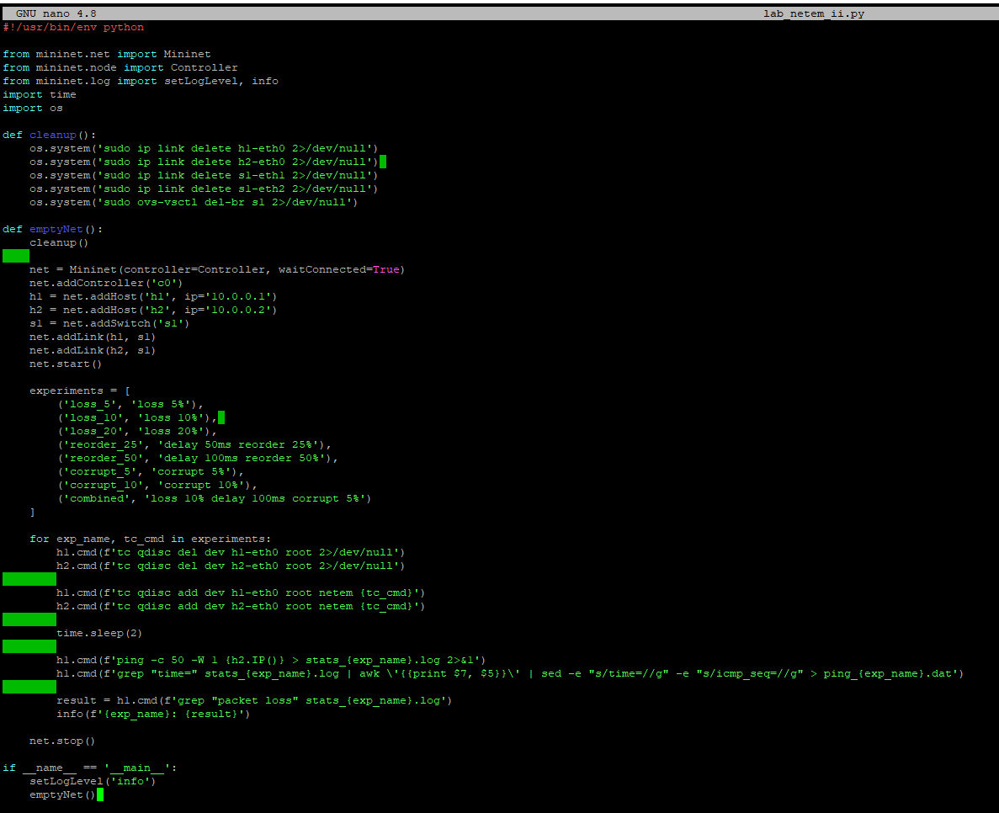 GNU nano 4.8 lab_netem_ii.py
#!/usr/bin/env python
from mininet.net import Mininet
from mininet.node import Controller
from mininet.log import setLogLevel, info
import time
import os
def cleanup():
    os.system('sudo ip link delete h1-eth0 2>/dev/null')
    os.system('sudo ip link delete h2-eth0 2>/dev/null')
    os.system('sudo ip link delete s1-eth1 2>/dev/null')
    os.system('sudo ip link delete s1-eth2 2>/dev/null')
    os.system('sudo ovs-vsctl del-br s1 2>/dev/null')
def emptyNet():
    cleanup()
    net = Mininet(controller=Controller, waitConnected=True)
    net.addController('c0')
    h1 = net.addHost('h1', ip='10.0.0.1')
    h2 = net.addHost('h2', ip='10.0.0.2')
    s1 = net.addSwitch('s1')
    net.addLink(h1, s1)
    net.addLink(h2, s1)
    net.start()
    experiments = [
        ('loss_5', 'loss 5%'),
        ('loss_10', 'loss 10%'),
        ('loss_20', 'loss 20%'),
        ('reorder_25', 'delay 50ms reorder 25%'),
        ('reorder_50', 'delay 100ms reorder 50%'),
        ('corrupt_5', 'corrupt 5%'),
        ('corrupt_10', 'corrupt 10%'),
        ('combined', 'loss 10% delay 100ms corrupt 5%')
    ]
    for exp_name, tc_cmd in experiments:
        h1.cmd(f'tc qdisc del dev h1-eth0 root 2>/dev/null')
        h2.cmd(f'tc qdisc del dev h2-eth0 root 2>/dev/null')
        h1.cmd(f'tc qdisc add dev h1-eth0 root netem {tc_cmd}')
        h2.cmd(f'tc qdisc add dev h2-eth0 root netem {tc_cmd}')
        time.sleep(2)
        h1.cmd(f'ping -c 50 -W 1 {h2.IP()} > stats_{exp_name}.log 2>&1')
        h1.cmd(f'grep "time=" stats_{exp_name}.log | awk \'{{print $7, $5}}\' | sed -e "s/time=//g" -e "s/icmp_seq=//g" > ping_{exp_name}.dat')
        result = h1.cmd(f'grep "packet loss" stats_{exp_name}.log')
        info(f'{exp_name}: {result}')
    net.stop()
if __name__ == '__main__':
    setLogLevel('info')
    emptyNet()